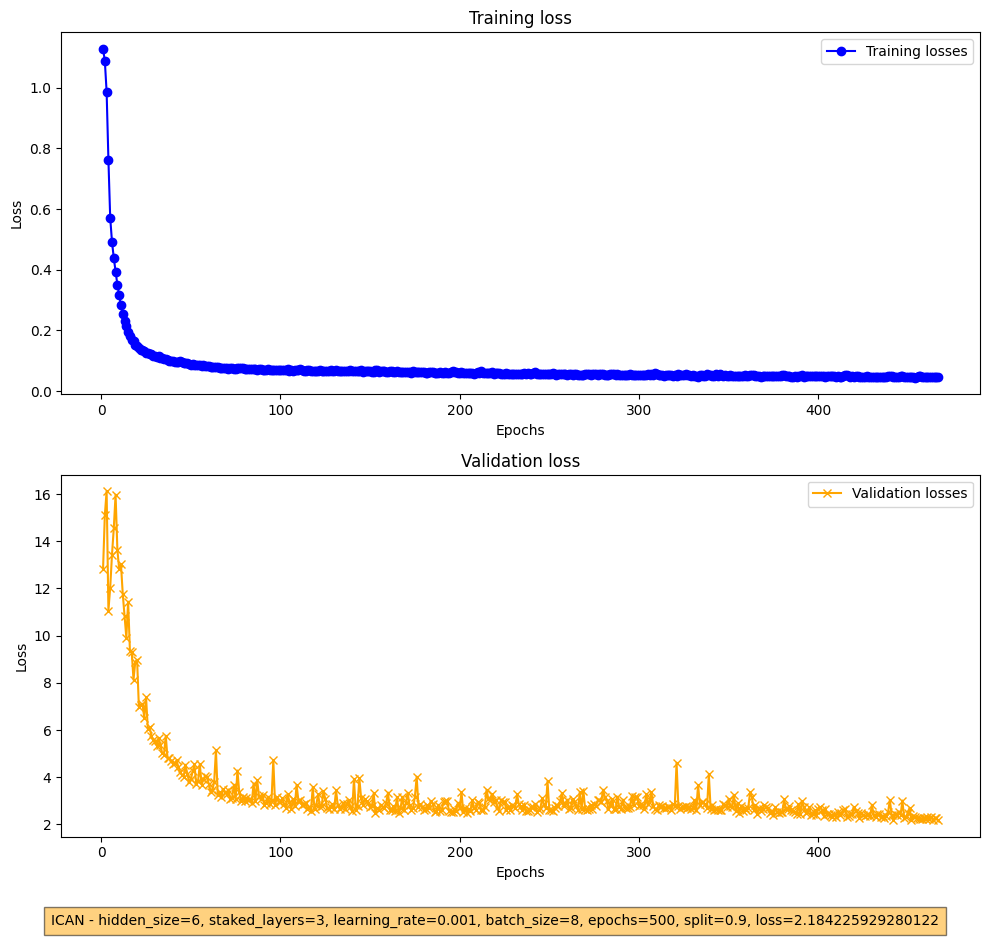 Training loss
Training losses
1.0
0.8
0.6
0.4
0.2
0.0
Loss
0 100 200 300 400
Epochs
Validation loss
Validation losses
16
14
12
10
8
6
4
2
Loss
0 100 200 300 400
Epochs
ICAN - hidden_size=6, staked_layers=3, learning_rate=0.001, batch_size=8, epochs=500, split=0.9, loss=2.184225929280122